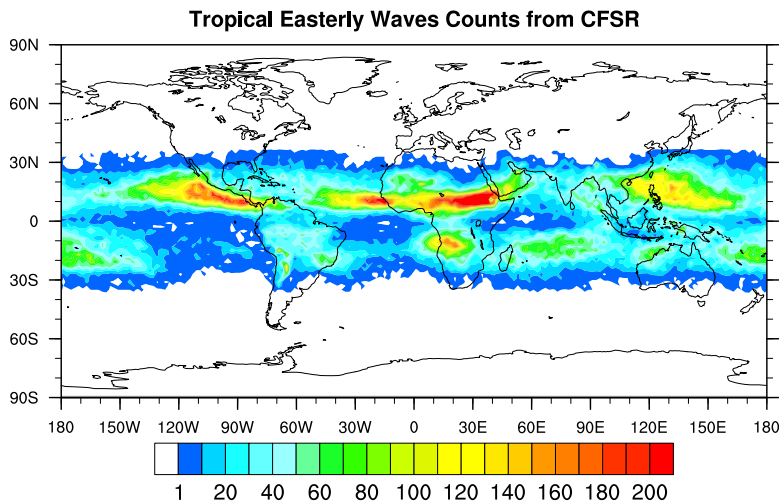 Tropical Easterly Waves Counts from CFSR
90N
60N
30N
0
30S
60S
90S
180 150W 120W 90W 60W 30W 0 30E 60E 90E 120E 150E 180
1 20 40 60 80 100 120 140 160 180 200